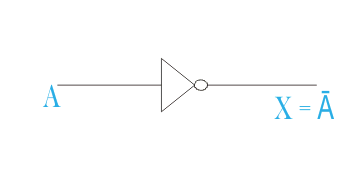 A
X = Ā